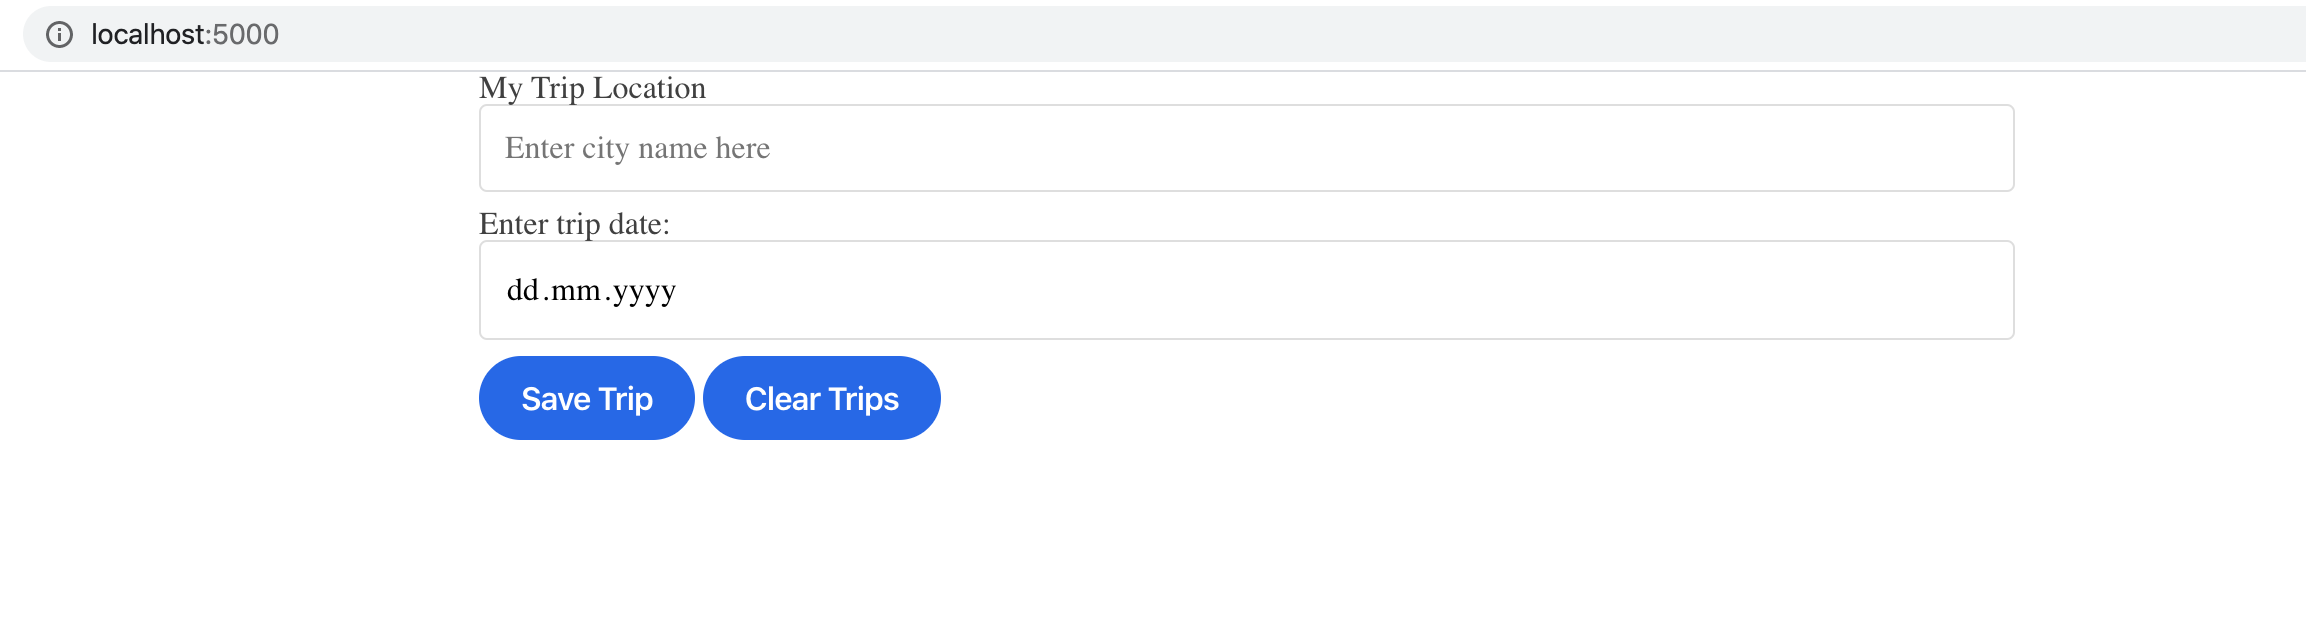 localhost:5000
My Trip Location
Enter city name here
Enter trip date:
dd.mm.yyyy
Save Trip Clear Trips